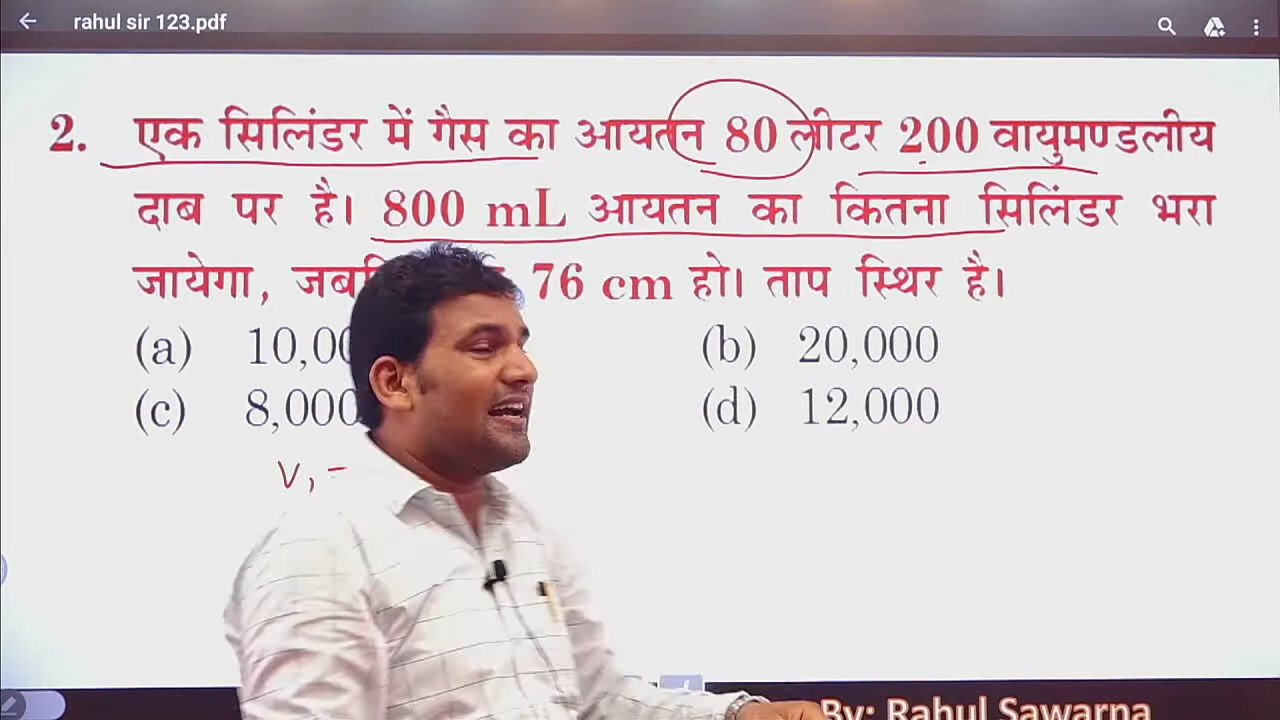 rahul sir 123.pdf
2. एक सिलिंडर में गैस का आयतन 80 लीटर 200 वायुमण्डलीय
दाब पर है। 800 mL आयतन का कितना सिलिंडर भरा
जायेगा, 76 cm हो। ताप स्थिर है।
(a) 10,00 (b) 20,000
(c) 8,000 (d) 12,000
V₁ =
By: Rahul Sawarna